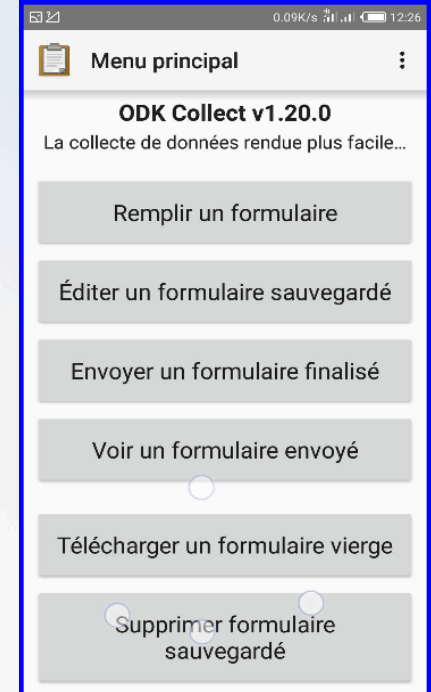 0.09K/s 12:26
Menu principal
ODK Collect v1.20.0
La collecte de données rendue plus facile...
Remplir un formulaire
Éditer un formulaire sauvegardé
Envoyer un formulaire finalisé
Voir un formulaire envoyé
Télécharger un formulaire vierge
Supprimer formulaire
sauvegardé